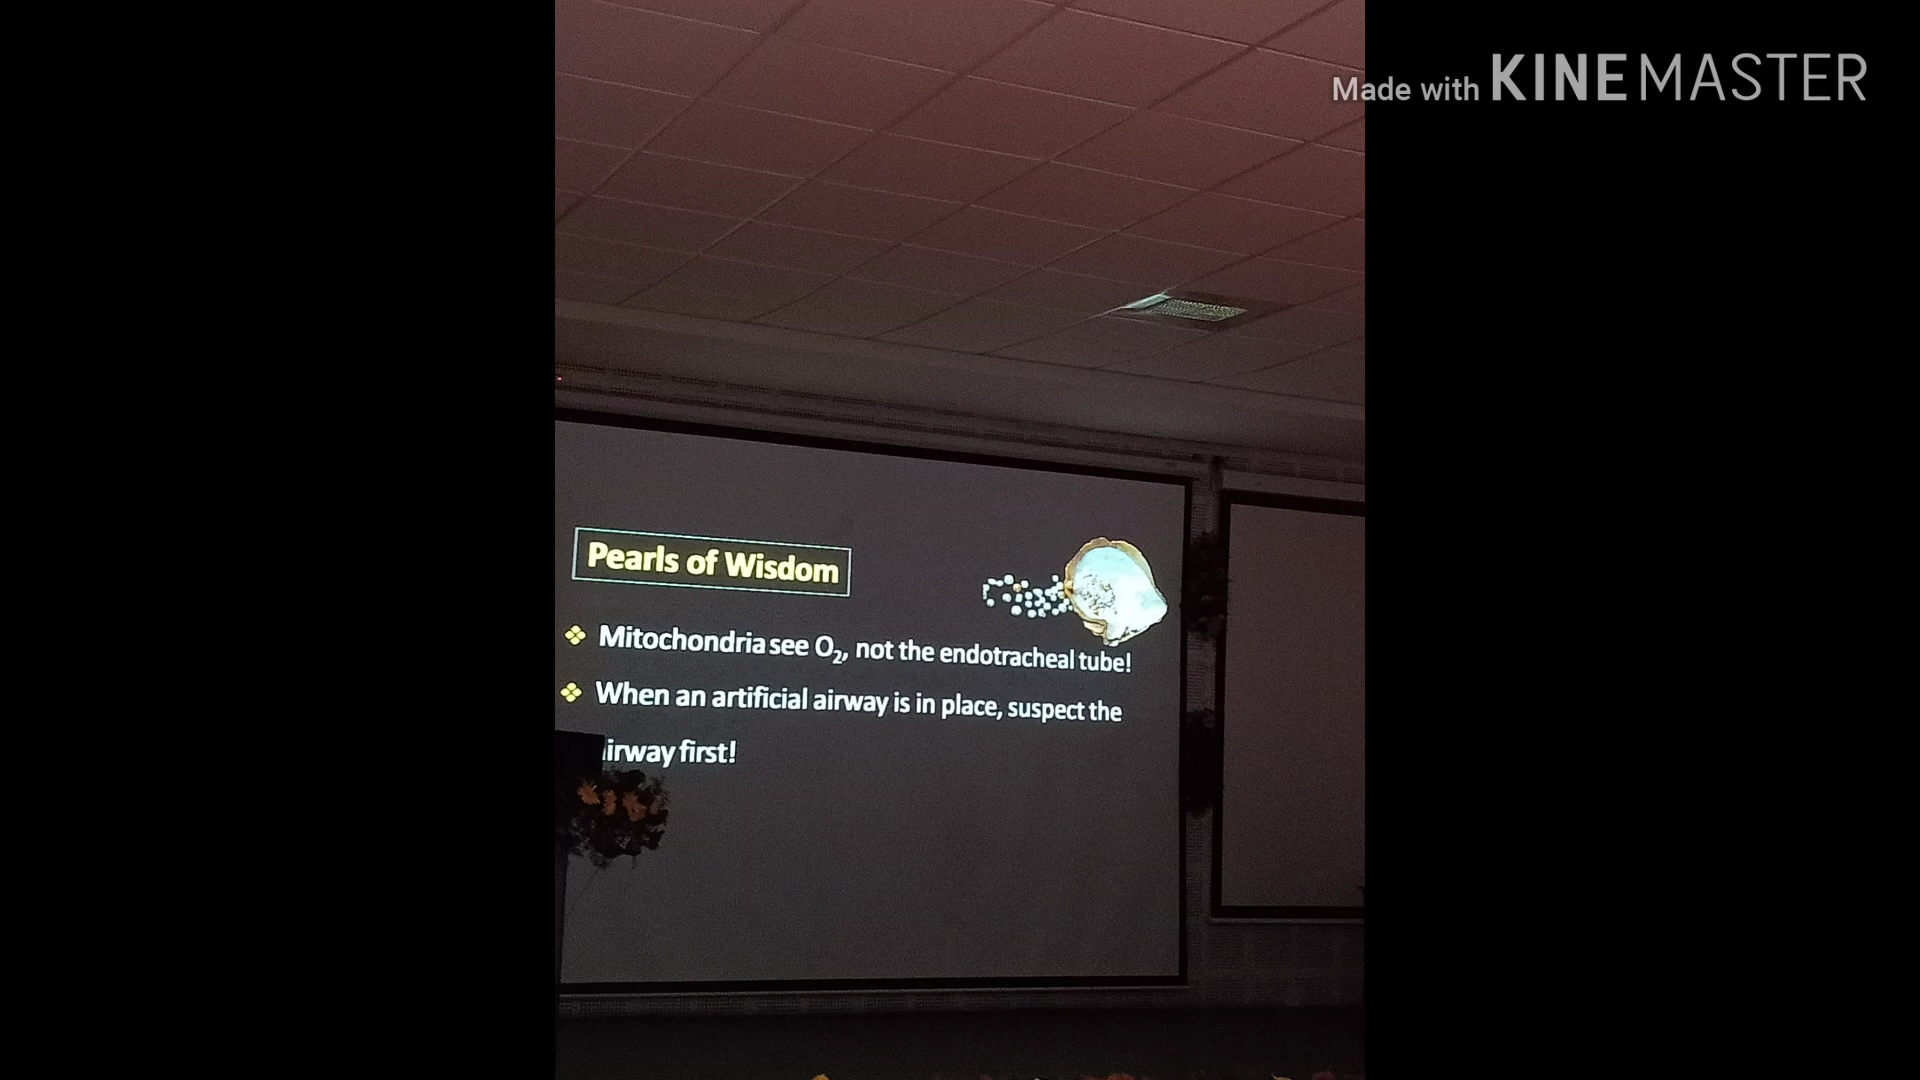 Made with KINEMASTER
Pearls of Wisdom
Mitochondria see O₂, not the endotracheal tube!
When an artificial airway is in place, suspect the
airway first!